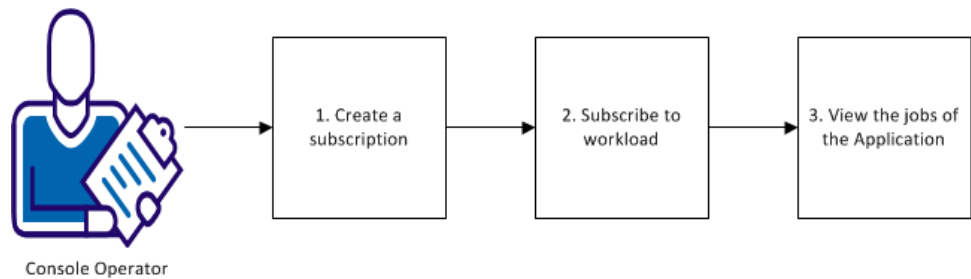 1. Create a
subscription
2. Subscribe to
workload
3. View the jobs of
the Application
Console Operator